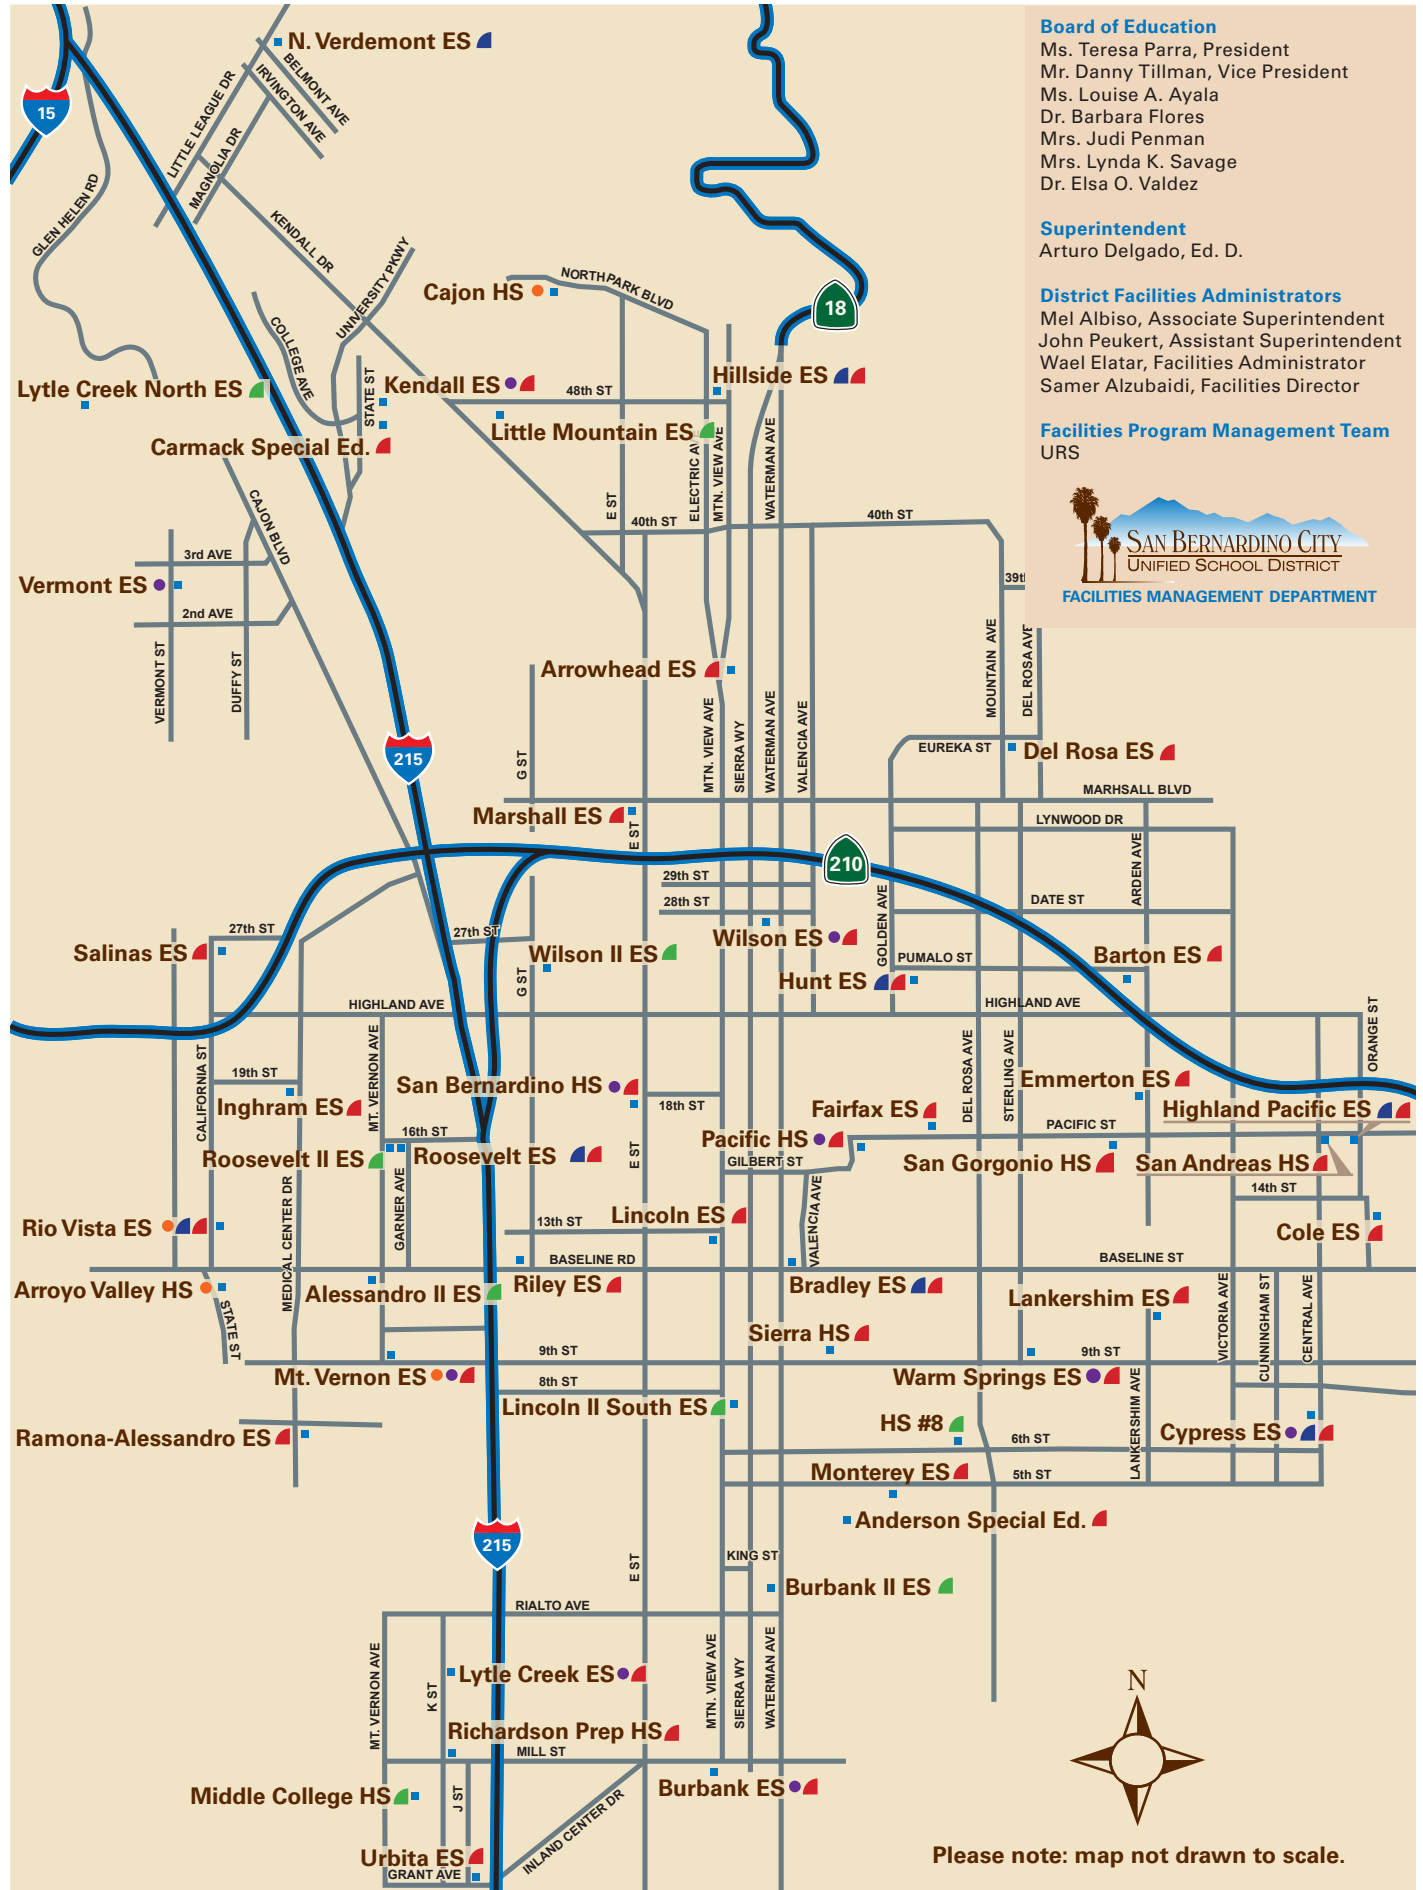 N. Verdemont ES
15
BELMONT AVE
IRVINGTON AVE
LITTLE LEAGUE DR
MAGNOLIA DR
GLEN HELEN RD
KENDALL DR
UNIVERSITY PKWY
Cajon HS
NORTHPARK BLVD
18
COLLEGE AVE
Lytle Creek North ES
STATE ST
Kendall ES
48th ST
Hillside ES
Little Mountain ES
Carmack Special Ed.
E ST
ELECTRIC AVE
MTN. VIEW AVE
WATERMAN AVE
CAJON BLVD
40th ST
40th ST
3rd AVE
Vermont ES
2nd AVE
39th
VERMONT ST
DUFFY ST
Arrowhead ES
MOUNTAIN AVE
DEL ROSA AVE
215
G ST
MTN. VIEW AVE
SIERRA WY
WATERMAN AVE
VALENCIA AVE
EUREKA ST
Del Rosa ES
MARHSALL BLVD
Marshall ES
E ST
LYNWOOD DR
210
ARDEN AVE
29th ST
28th ST
GOLDEN AVE
DATE ST
27th ST
27th ST
Salinas ES
Wilson II ES
Wilson ES
PUMALO ST
Barton ES
G ST
Hunt ES
HIGHLAND AVE
HIGHLAND AVE
ORANGE ST
CALIFORNIA ST
MT. VERNON AVE
DEL ROSA AVE
STERLING AVE
19th ST
San Bernardino HS
Emmerton ES
Inghram ES
18th ST
Fairfax ES
Highland Pacific ES
16th ST
E ST
Pacific HS
PACIFIC ST
Roosevelt II ES
Roosevelt ES
GILBERT ST
San Gorgonio HS
San Andreas HS
MEDICAL CENTER DR
GARNER AVE
VALENCIA AVE
14th ST
Rio Vista ES
13th ST
Lincoln ES
Cole ES
BASELINE RD
BASELINE ST
Arroyo Valley HS
Alessandro II ES
Riley ES
Bradley ES
Lankershim ES
STATE ST
Sierra HS
VICTORIA AVE
CUNNINGHAM ST
CENTRAL AVE
9th ST
9th ST
Mt. Vernon ES
8th ST
Warm Springs ES
LANKERSHIM AVE
Lincoln II South ES
HS #8
Ramona-Alessandro ES
6th ST
Cypress ES
Monterey ES
5th ST
Anderson Special Ed.
215
KING ST
E ST
Burbank II ES
RIALTO AVE
MT. VERNON AVE
K ST
Lytle Creek ES
MTN. VIEW AVE
SIERRA WY
WATERMAN AVE
Richardson Prep HS
MILL ST
Middle College HS
J ST
Burbank ES
INLAND CENTER DR
Urbita ES
GRANT AVE
N
Please note: map not drawn to scale.
Board of Education
Ms. Teresa Parra, President
Mr. Danny Tillman, Vice President
Ms. Louise A. Ayala
Dr. Barbara Flores
Mrs. Judi Penman
Mrs. Lynda K. Savage
Dr. Elsa O. Valdez
Superintendent
Arturo Delgado, Ed. D.
District Facilities Administrators
Mel Albiso, Associate Superintendent
John Peukert, Assistant Superintendent
Wael Elatar, Facilities Administrator
Samer Alzubaidi, Facilities Director
Facilities Program Management Team
URS
SAN BERNARDINO CITY
UNIFIED SCHOOL DISTRICT
FACILITIES MANAGEMENT DEPARTMENT